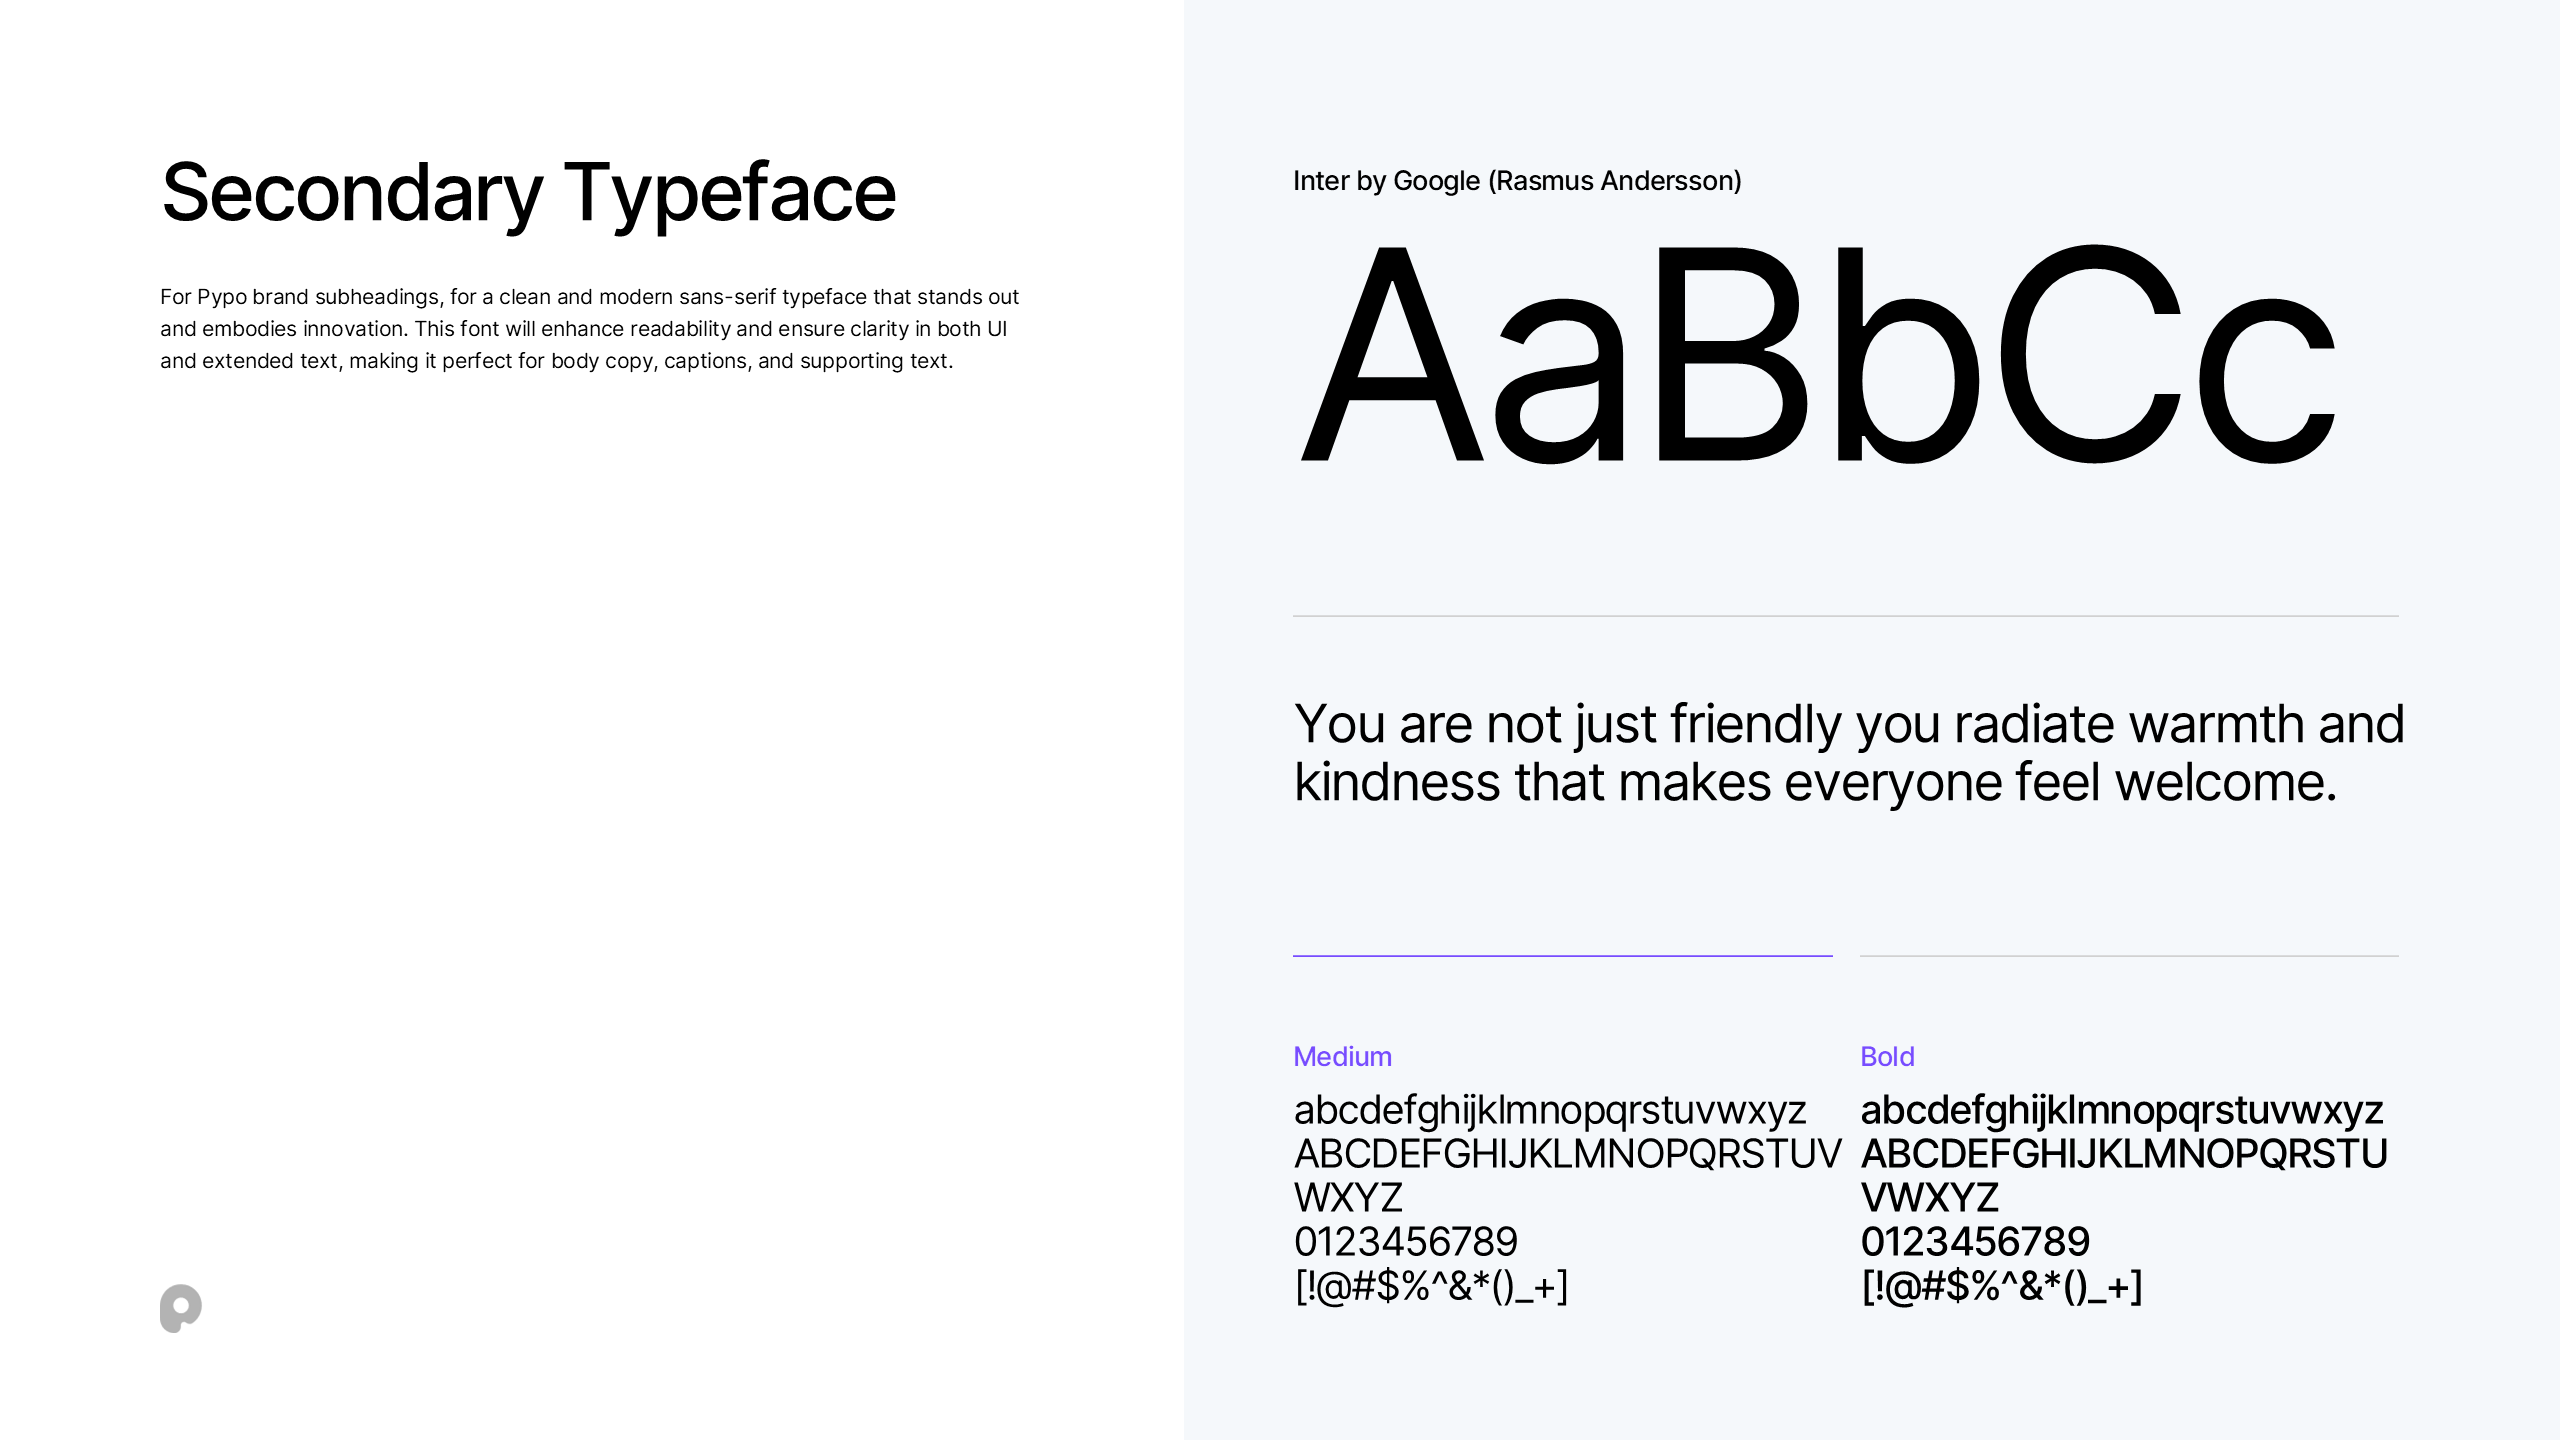 Secondary Typeface
For Pypo brand subheadings, for a clean and modern sans-serif typeface that stands out
and embodies innovation. This font will enhance readability and ensure clarity in both UI
and extended text, making it perfect for body copy, captions, and supporting text.
Inter by Google (Rasmus Andersson)
AaBbCc
You are not just friendly you radiate warmth and
kindness that makes everyone feel welcome.
Medium
abcdefghijklmnopqrstuvwxyz
ABCDEFGHIJKLMNOPQRSTUV
WXYZ
0123456789
[!@#$%^&*()_+]
Bold
abcdefghijklmnopqrstuvwxyz
ABCDEFGHIJKLMNOPQRSTU
VWXYZ
0123456789
[!@#$%^&*()_+]